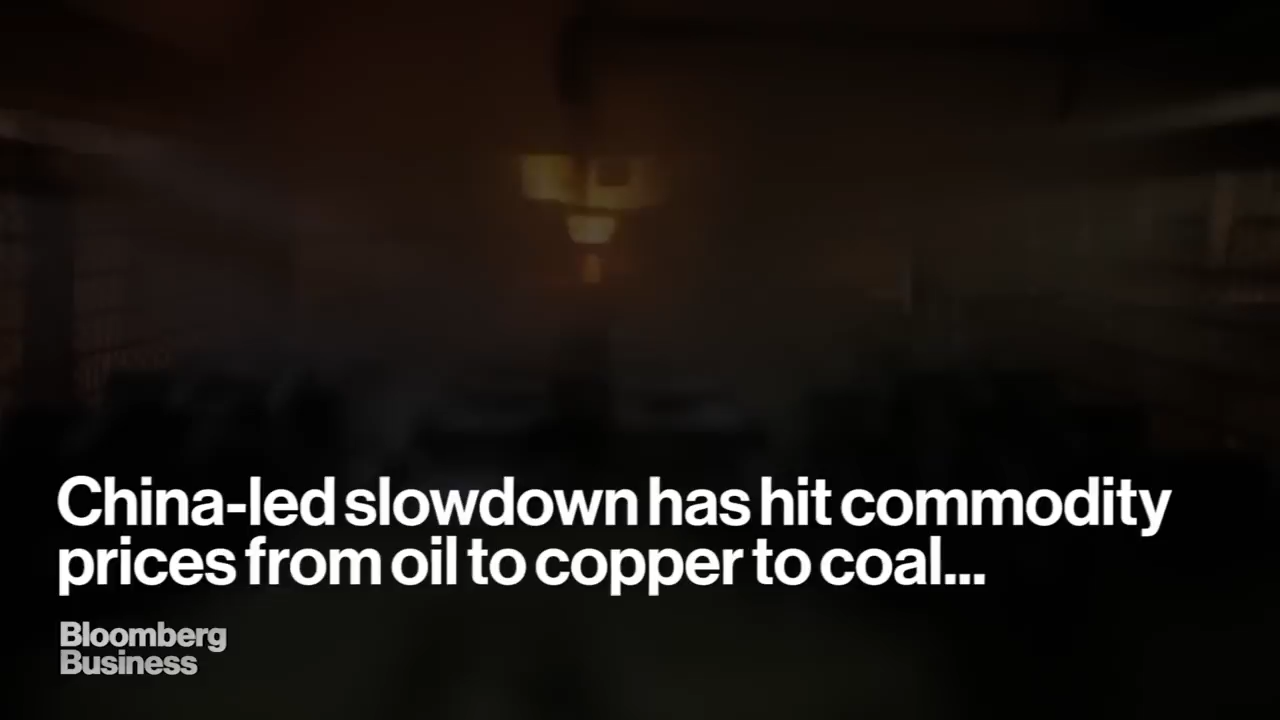 China-led slowdown has hit commodity
prices from oil to copper to coal...
Bloomberg
Business